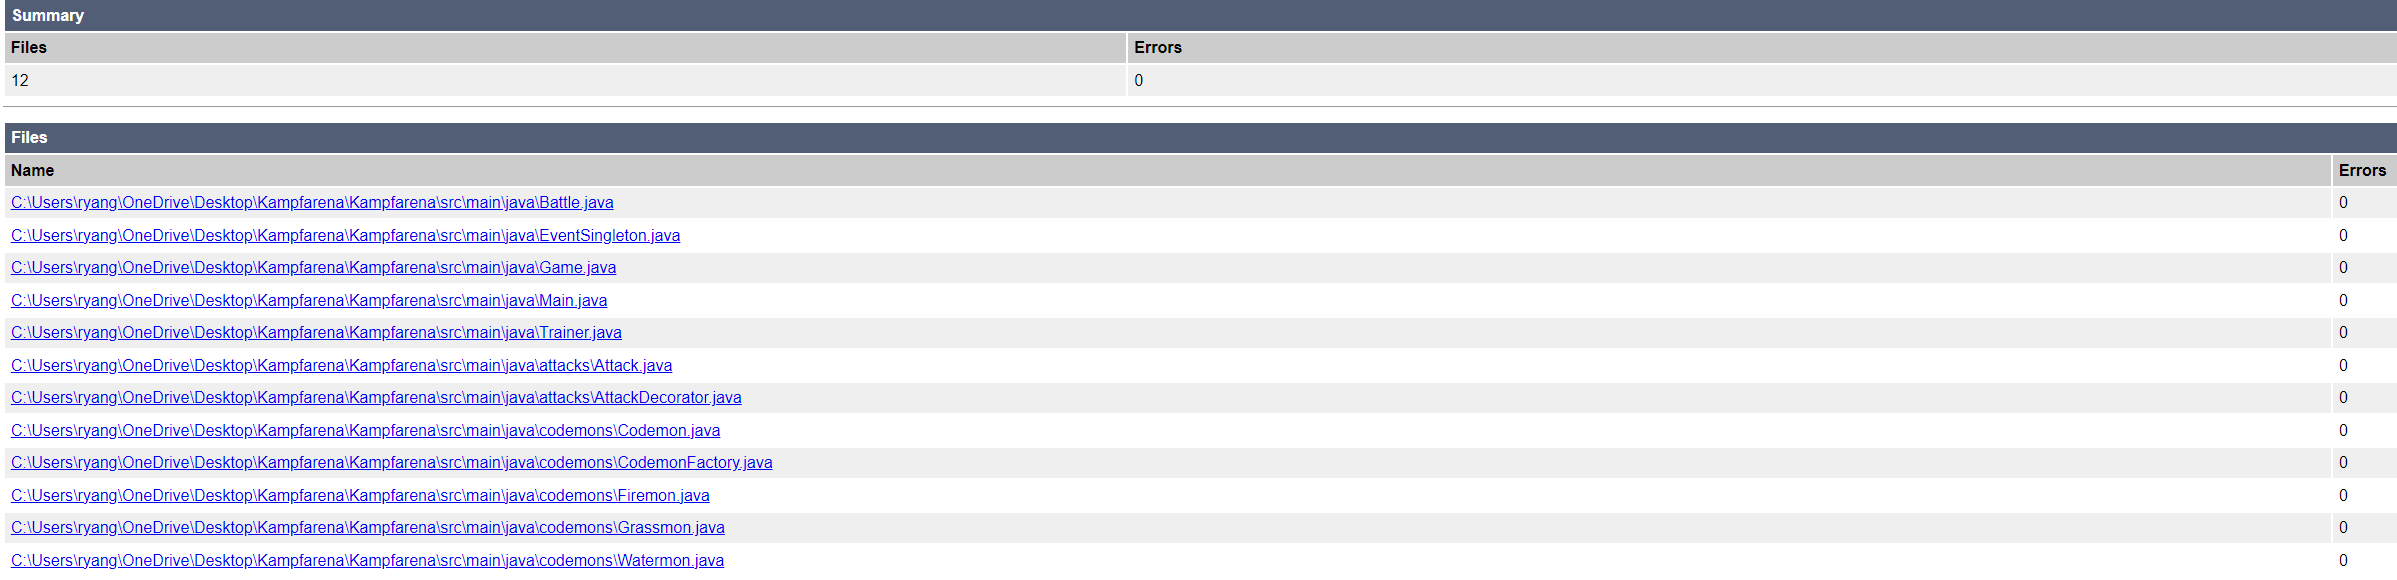 Summary
Files Errors
12 0
Files
Name Errors
C:\Users\ryang\OneDrive\Desktop\Kampfarena\Kampfarena\src\main\java\Battle.java 0
C:\Users\ryang\OneDrive\Desktop\Kampfarena\Kampfarena\src\main\java\EventSingleton.java 0
C:\Users\ryang\OneDrive\Desktop\Kampfarena\Kampfarena\src\main\java\Game.java 0
C:\Users\ryang\OneDrive\Desktop\Kampfarena\Kampfarena\src\main\java\Main.java 0
C:\Users\ryang\OneDrive\Desktop\Kampfarena\Kampfarena\src\main\java\Trainer.java 0
C:\Users\ryang\OneDrive\Desktop\Kampfarena\Kampfarena\src\main\java\attacks\Attack.java 0
C:\Users\ryang\OneDrive\Desktop\Kampfarena\Kampfarena\src\main\java\attacks\AttackDecorator.java 0
C:\Users\ryang\OneDrive\Desktop\Kampfarena\Kampfarena\src\main\java\codemons\Codemon.java 0
C:\Users\ryang\OneDrive\Desktop\Kampfarena\Kampfarena\src\main\java\codemons\CodemonFactory.java 0
C:\Users\ryang\OneDrive\Desktop\Kampfarena\Kampfarena\src\main\java\codemons\Firemon.java 0
C:\Users\ryang\OneDrive\Desktop\Kampfarena\Kampfarena\src\main\java\codemons\Grassmon.java 0
C:\Users\ryang\OneDrive\Desktop\Kampfarena\Kampfarena\src\main\java\codemons\Watermon.java 0